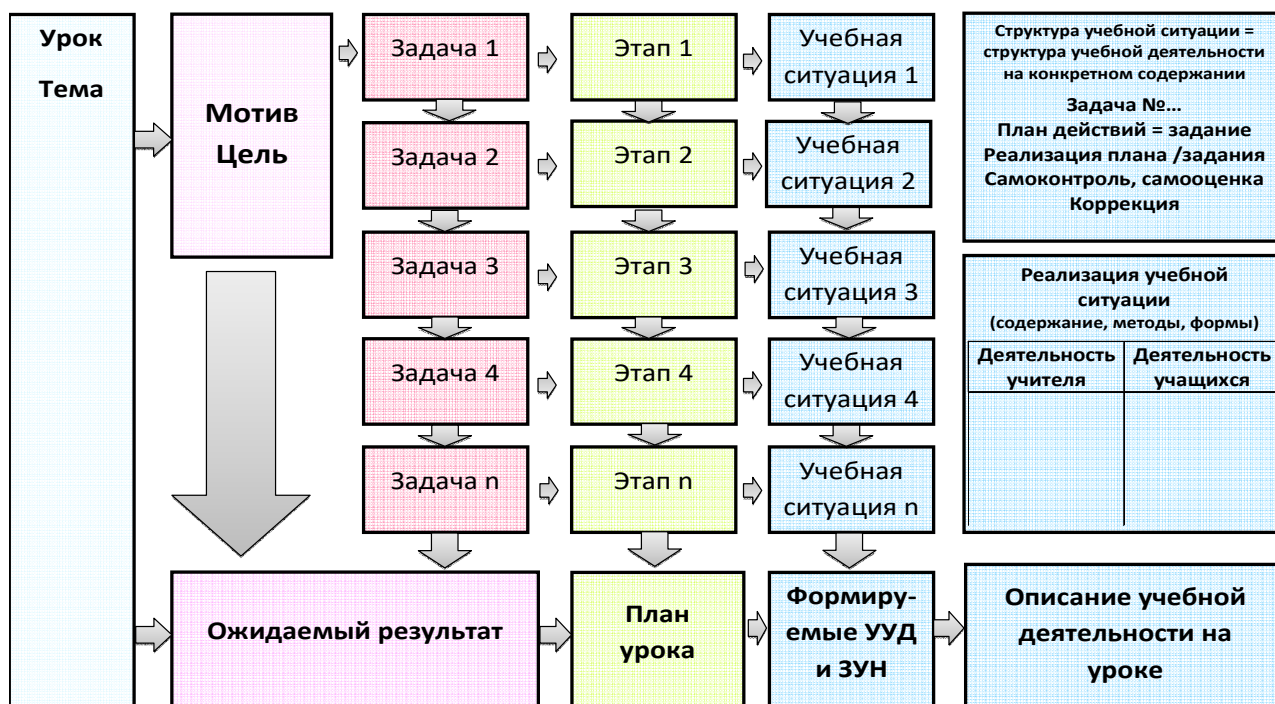 Урок
Тема
Мотив
Цель
Задача 1
Этап 1
Учебная
ситуация 1
Задача 2
Этап 2
Учебная
ситуация 2
Задача 3
Этап 3
Учебная
ситуация 3
Задача 4
Этап 4
Учебная
ситуация 4
Задача n
Этап n
Учебная
ситуация n
Структура учебной ситуации =
структура учебной деятельности
на конкретном содержании
Задача №…
План действий = задание
Реализация плана /задания
Самоконтроль, самооценка
Коррекция
Реализация учебной
ситуации
(содержание, методы, формы)
Деятельность
учителя
Деятельность
учащихся
Ожидаемый результат
План
урока
Формиру-
емые УУД
и ЗУН
Описание учебной
деятельности на
уроке